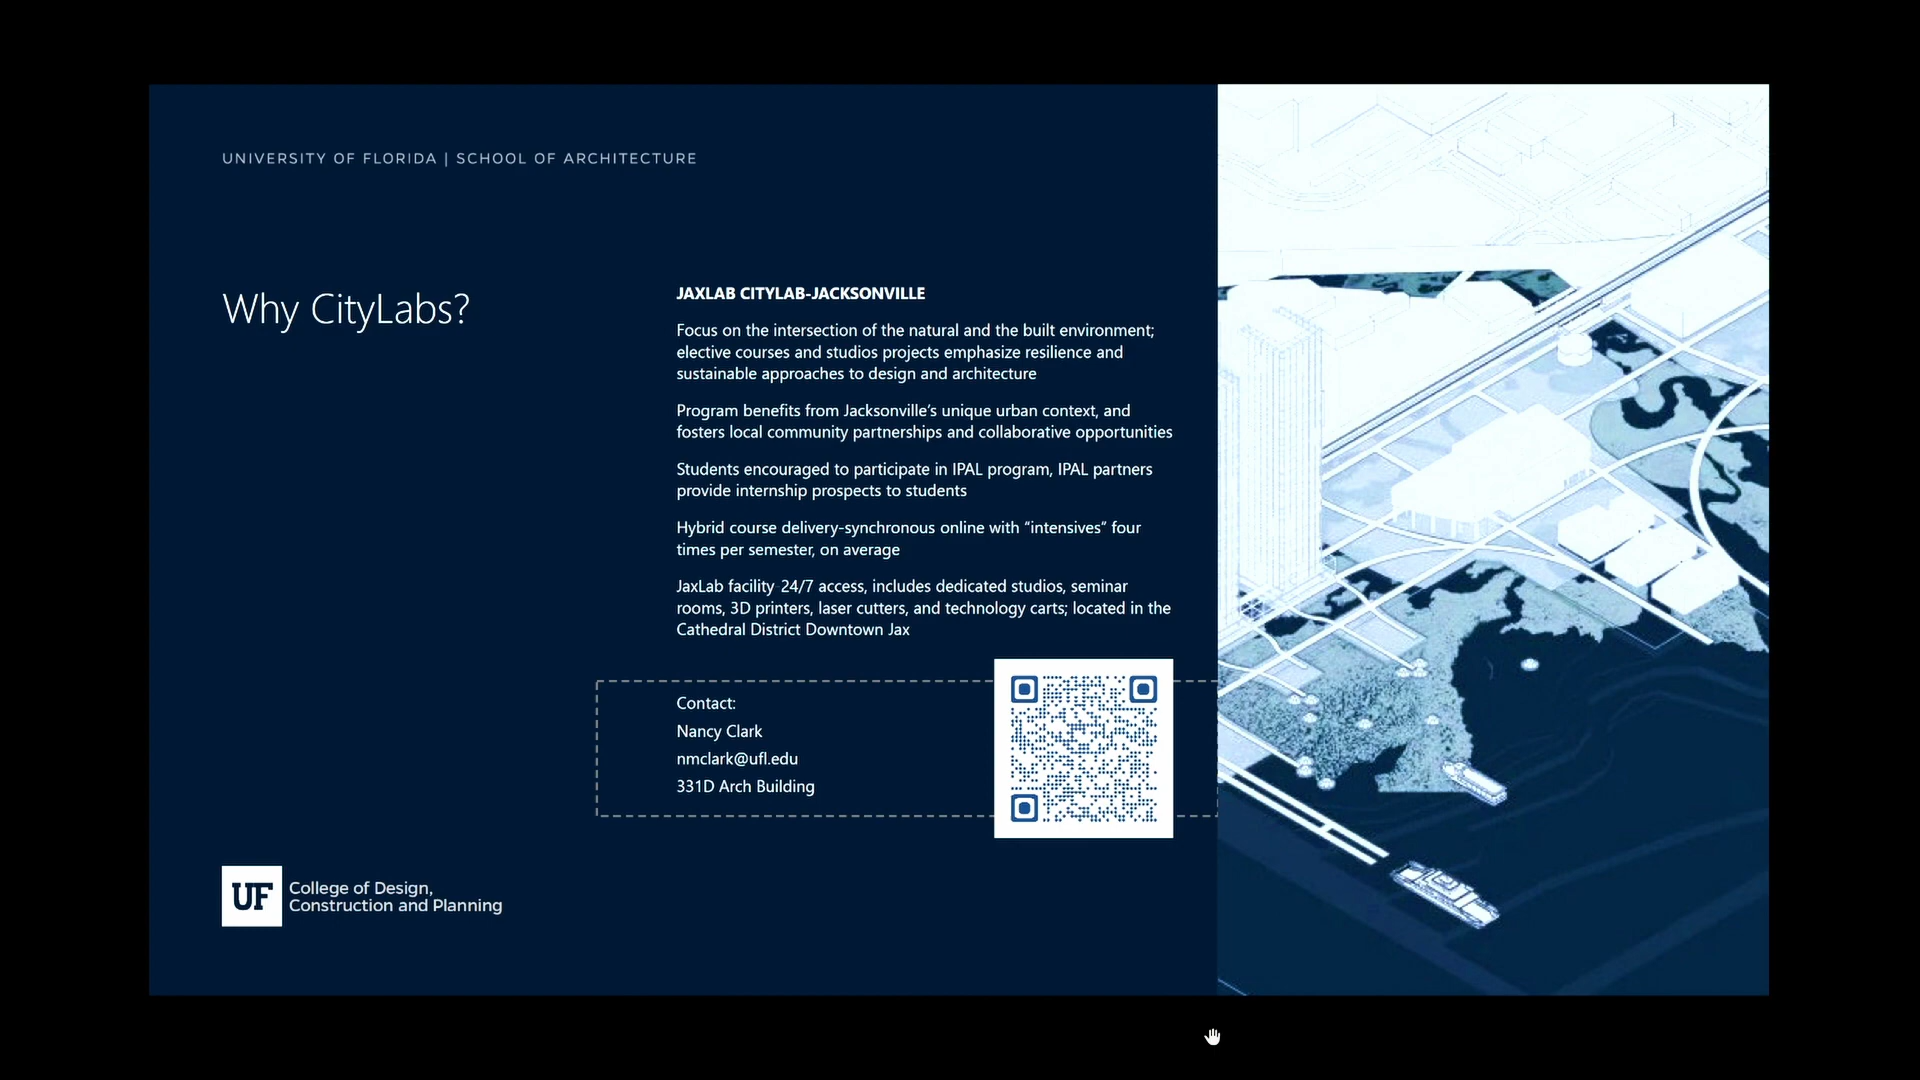 UNIVERSITY OF FLORIDA | SCHOOL OF ARCHITECTURE
Why CityLabs?
JAXLAB CITYLAB-JACKSONVILLE
Focus on the intersection of the natural and the built environment;
elective courses and studios projects emphasize resilience and
sustainable approaches to design and architecture
Program benefits from Jacksonville's unique urban context, and
fosters local community partnerships and collaborative opportunities
Students encouraged to participate in IPAL program, IPAL partners
provide internship prospects to students
Hybrid course delivery-synchronous online with “intensives” four
times per semester, on average
JaxLab facility 24/7 access, includes dedicated studios, seminar
rooms, 3D printers, laser cutters, and technology carts; located in the
Cathedral District Downtown Jax
Contact:
Nancy Clark
nmclark@ufl.edu
331D Arch Building
UF College of Design,
Construction and Planning